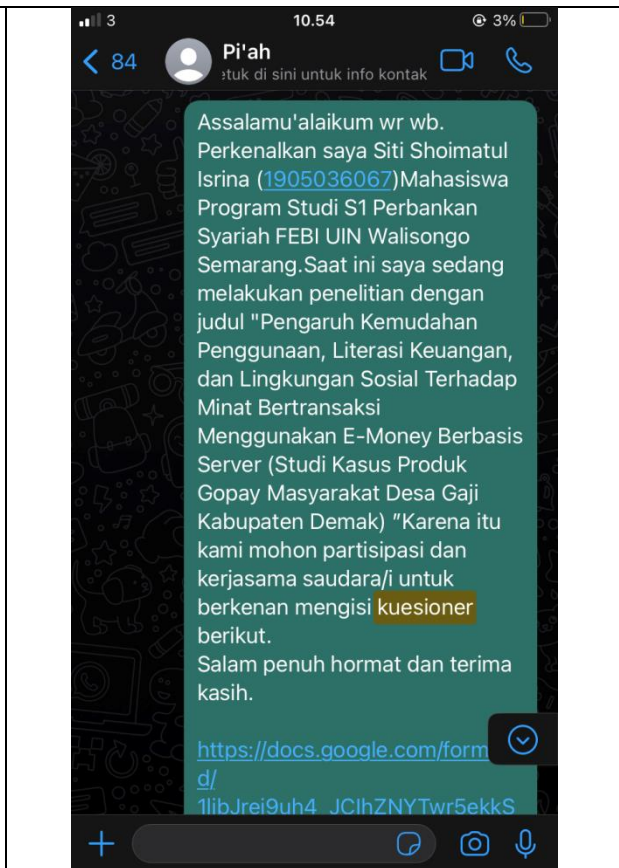 3 10.54 3%
84 Pi'ah
etuk di sini untuk info kontak
Assalamu'alaikum wr wb.
Perkenalkan saya Siti Shoimatul
Isrina (1905036067)Mahasiswa
Program Studi S1 Perbankan
Syariah FEBI UIN Walisongo
Semarang.Saat ini saya sedang
melakukan penelitian dengan
judul "Pengaruh Kemudahan
Penggunaan, Literasi Keuangan,
dan Lingkungan Sosial Terhadap
Minat Bertransaksi
Menggunakan E-Money Berbasis
Server (Studi Kasus Produk
Gopay Masyarakat Desa Gaji
Kabupaten Demak) "Karena itu
kami mohon partisipasi dan
kerjasama saudara/i untuk
berkenan mengisi kuesioner
berikut.
Salam penuh hormat dan terima
kasih.
https://docs.google.com/form
d/